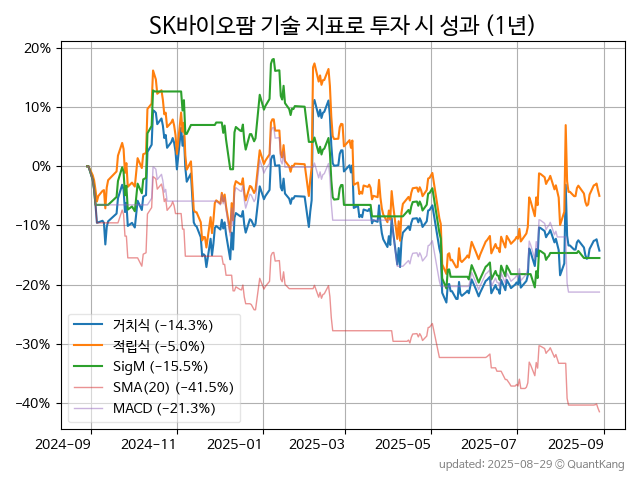 SK바이오팜 기술 지표로 투자 시 성과 (1년)
20%
10%
0%
−10%
−20%
−30%
−40%
거치식 (−14.3%)
적립식 (−5.0%)
SigM (−15.5%)
SMA(20) (−41.5%)
MACD (−21.3%)
2024-09
2024-11
2025-01
2025-03
2025-05
2025-07
2025-09
updated: 2025-08-29 © QuantKang